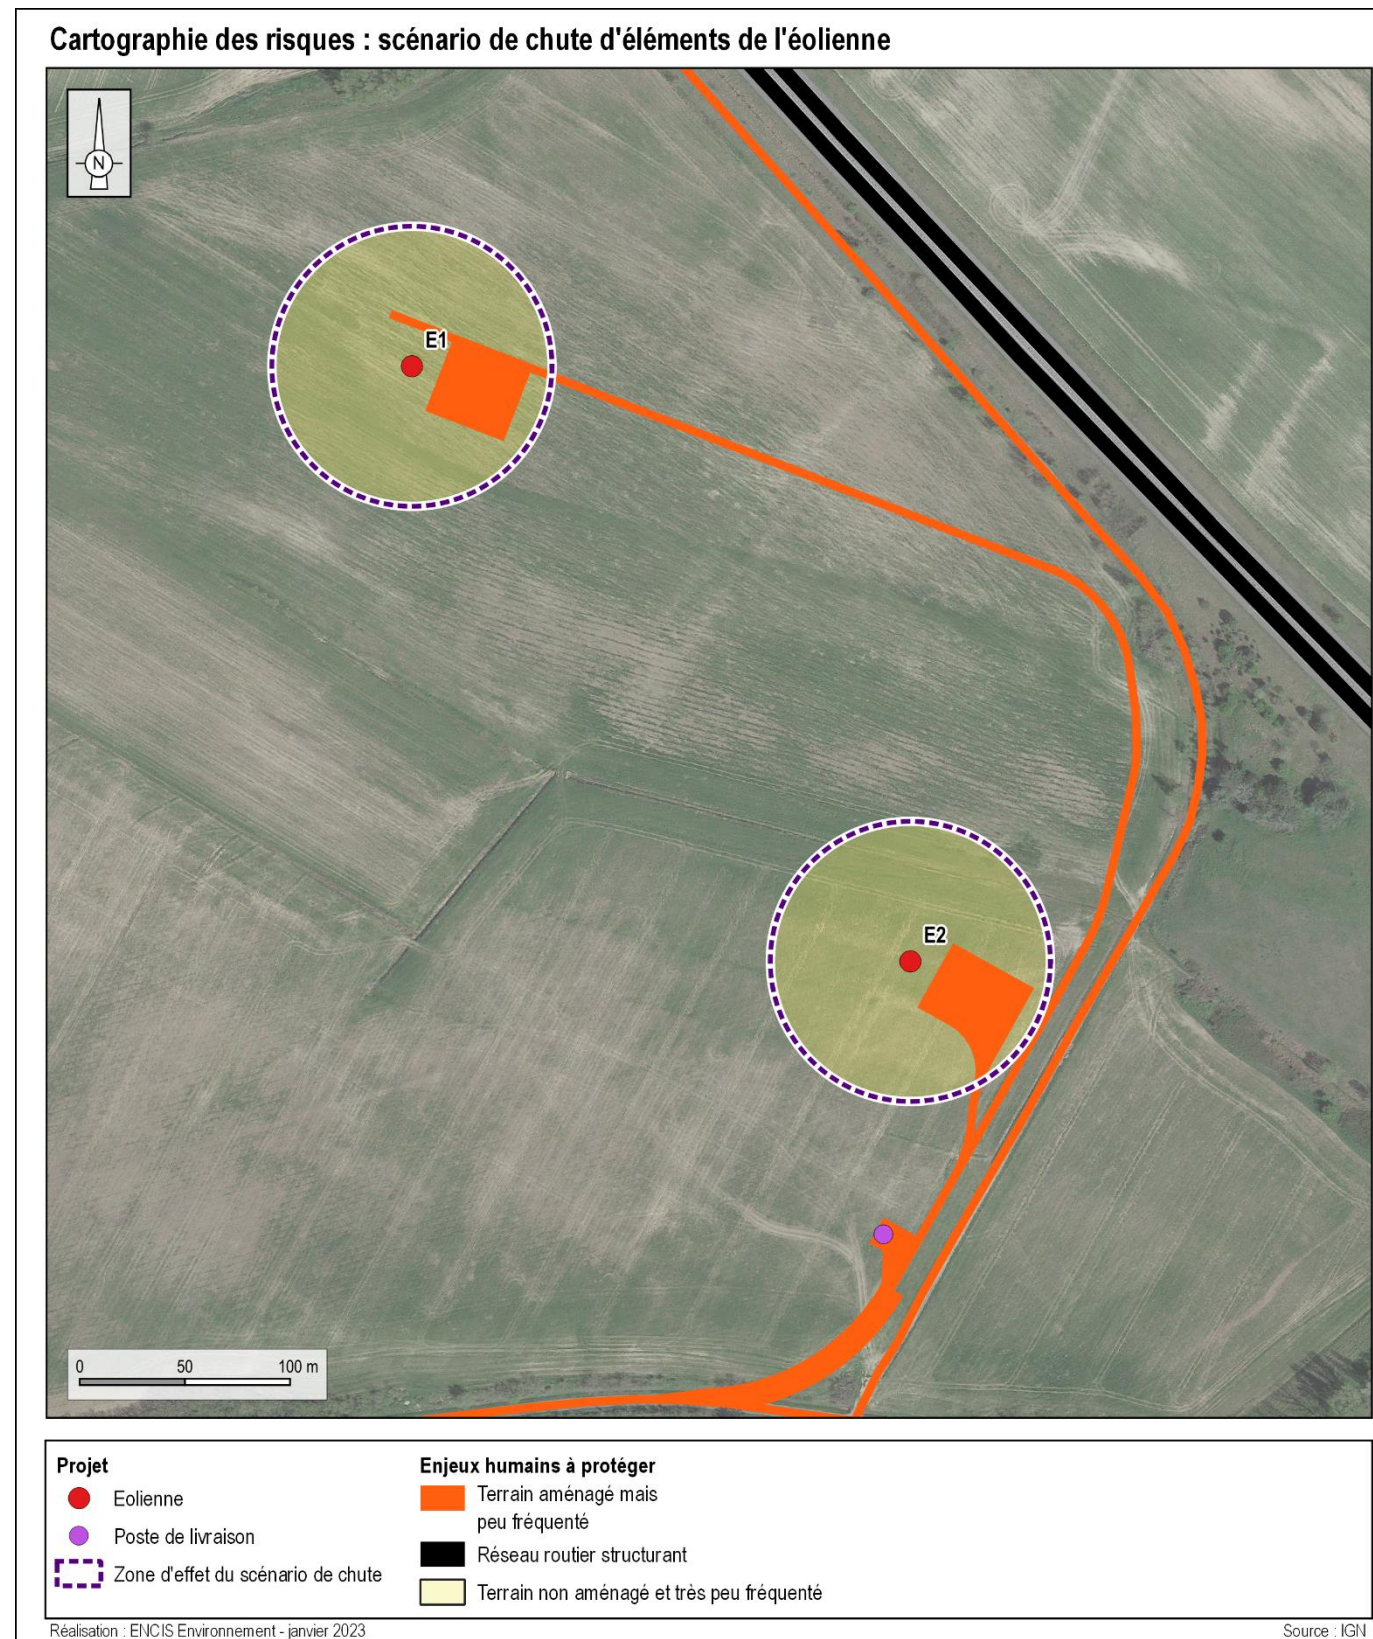 Cartographie des risques : scénario de chute d'éléments de l'éolienne
N
E1
E2
0 50 100 m
Projet
Eolienne
Poste de livraison
Zone d'effet du scénario de chute
Enjeux humains à protéger
Terrain aménagé mais
peu fréquenté
Réseau routier structurant
Terrain non aménagé et très peu fréquenté
Réalisation : ENCIS Environnement - janvier 2023
Source : IGN